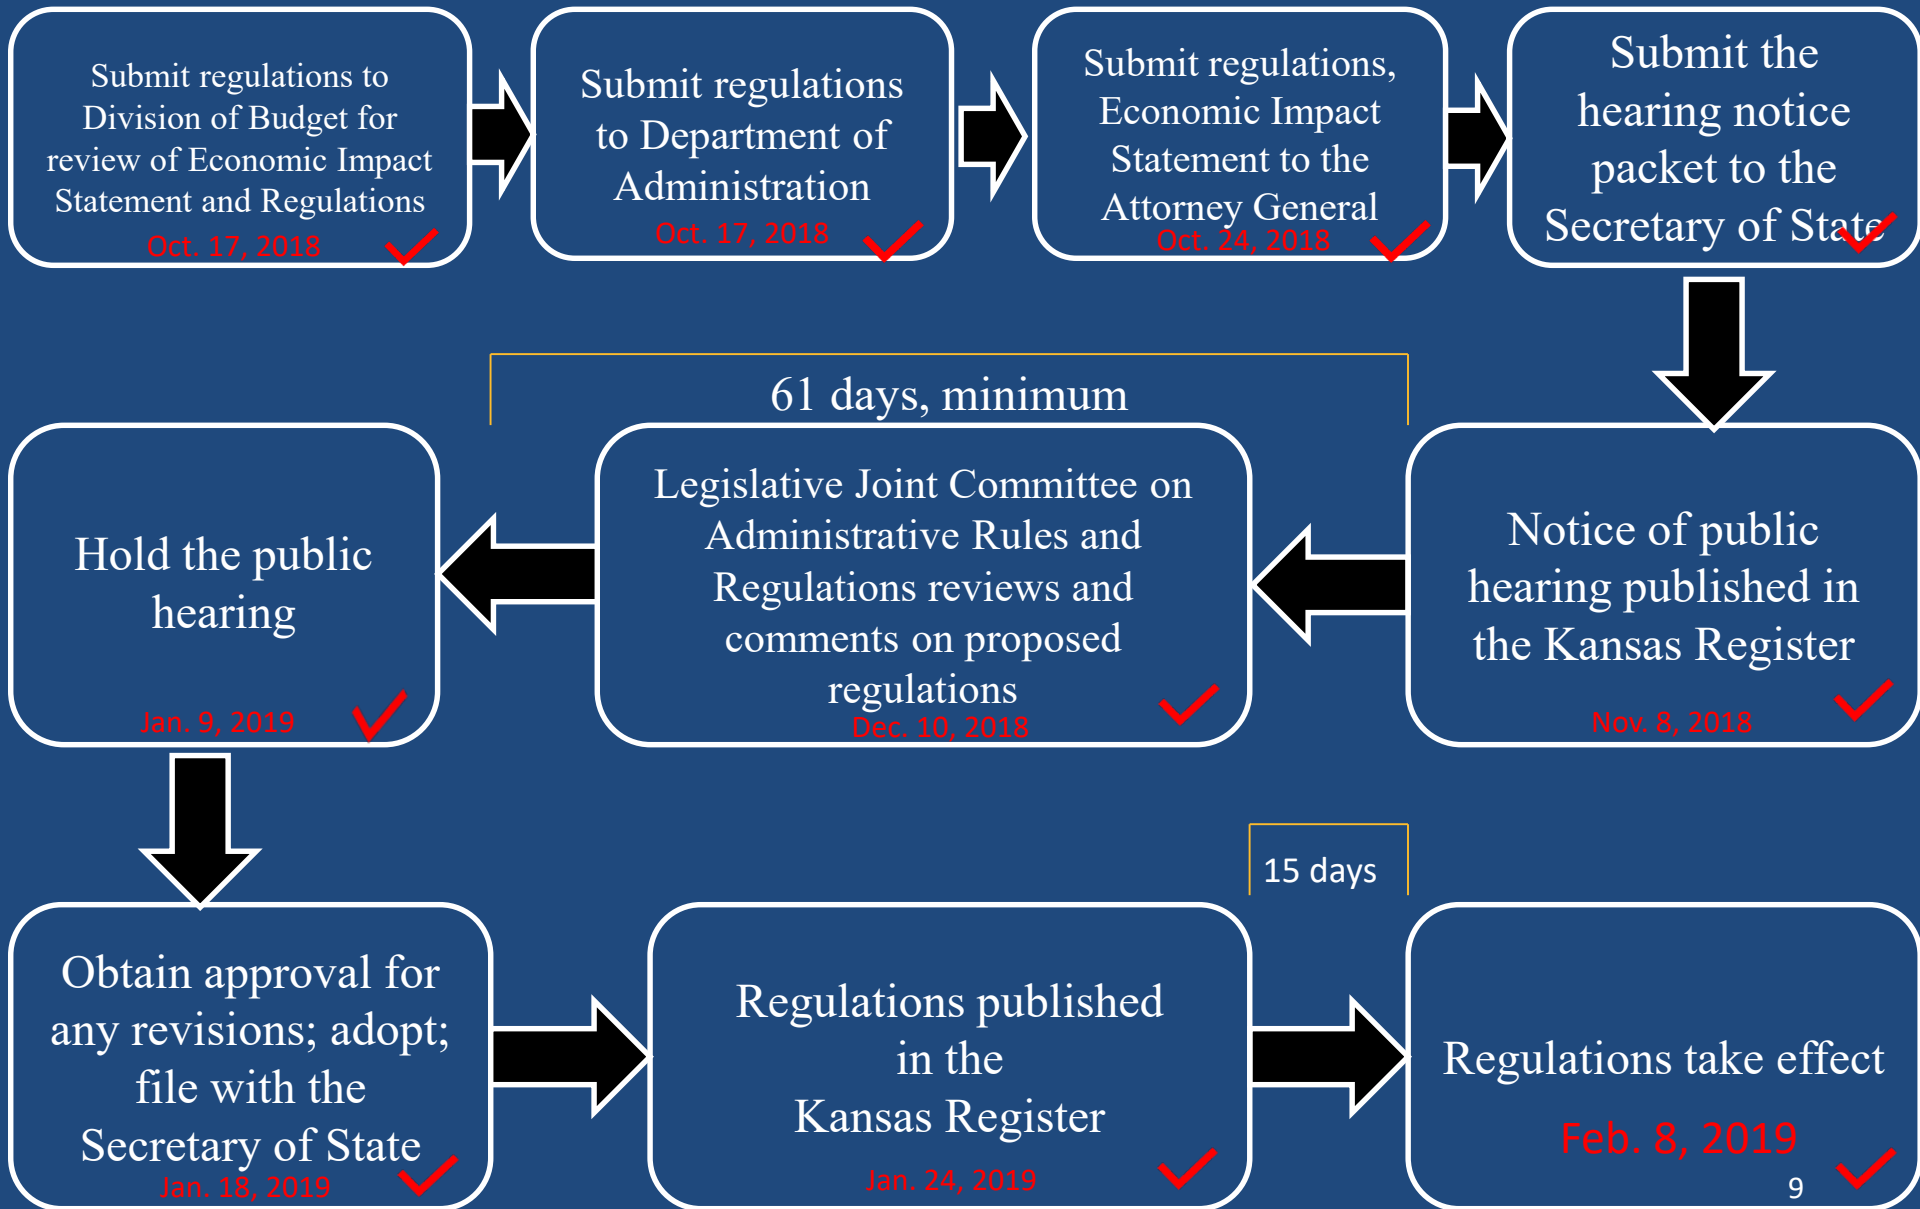 Submit regulations to
Division of Budget for
review of Economic Impact
Statement and Regulations
Oct. 17, 2018
Submit regulations
to Department of
Administration
Oct. 17, 2018
Submit regulations,
Economic Impact
Statement to the
Attorney General
Oct. 24, 2018
Submit the
hearing notice
packet to the
Secretary of State
61 days, minimum
Notice of public
hearing published in
the Kansas Register
Nov. 8, 2018
Legislative Joint Committee on
Administrative Rules and
Regulations reviews and
comments on proposed
regulations
Dec. 10, 2018
Hold the public
hearing
Jan. 9, 2019
Obtain approval for
any revisions; adopt;
file with the
Secretary of State
Jan. 18, 2019
Regulations published
in the
Kansas Register
Jan. 24, 2019
15 days
Regulations take effect
Feb. 8, 2019
9